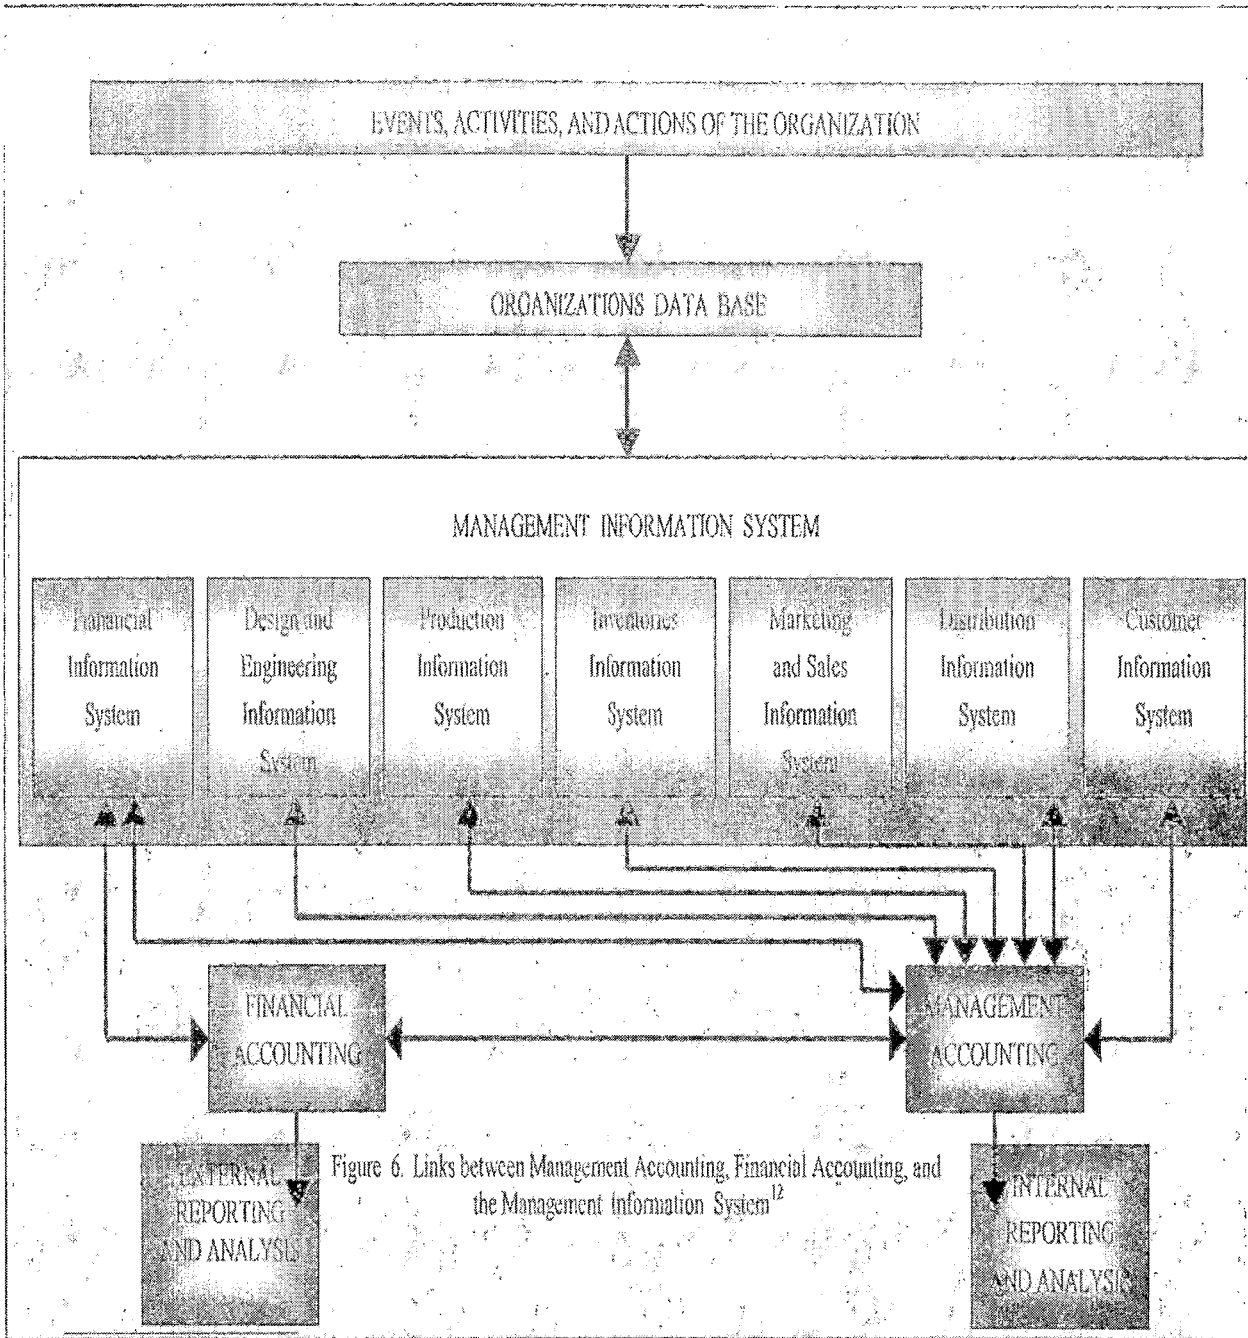 EVENTS, ACTIVITIES, AND ACTIONS OF THE ORGANIZATION
ORGANIZATIONS DATA BASE
MANAGEMENT INFORMATION SYSTEM
Finanancial
Information
System
Design and
Engineering
Information
System
Production
Information
System
Inventories
Information
System
Marketing
and Sales
Information
System
Distribution
Information
System
Customer
Information
System
FINANCIAL
ACCOUNTING
MANAGEMENT
ACCOUNTING
EXTERNAL
REPORTING
AND ANALYSIS
Figure 6. Links between Management Accounting, Financial Accounting, and
the Management Information System12
INTERNAL
REPORTING
AND ANALYSIS